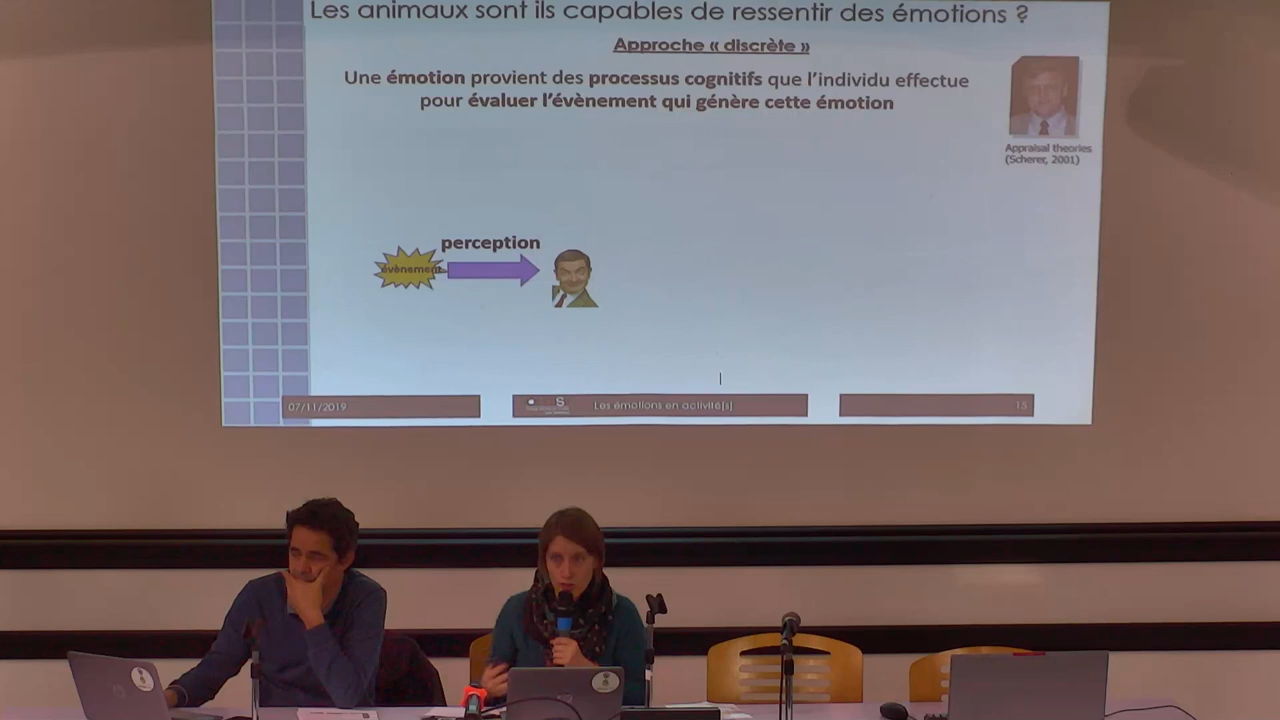 Les animaux sont ils capables de ressentir des émotions ?
Approche « discrète »
Une émotion provient des processus cognitifs que l'individu effectue
pour évaluer l'évènement qui génère cette émotion
Appraisal theories
(Scherer, 2001)
perception
évènement
07/11/2019
S
Les émotions en activité[s]
15